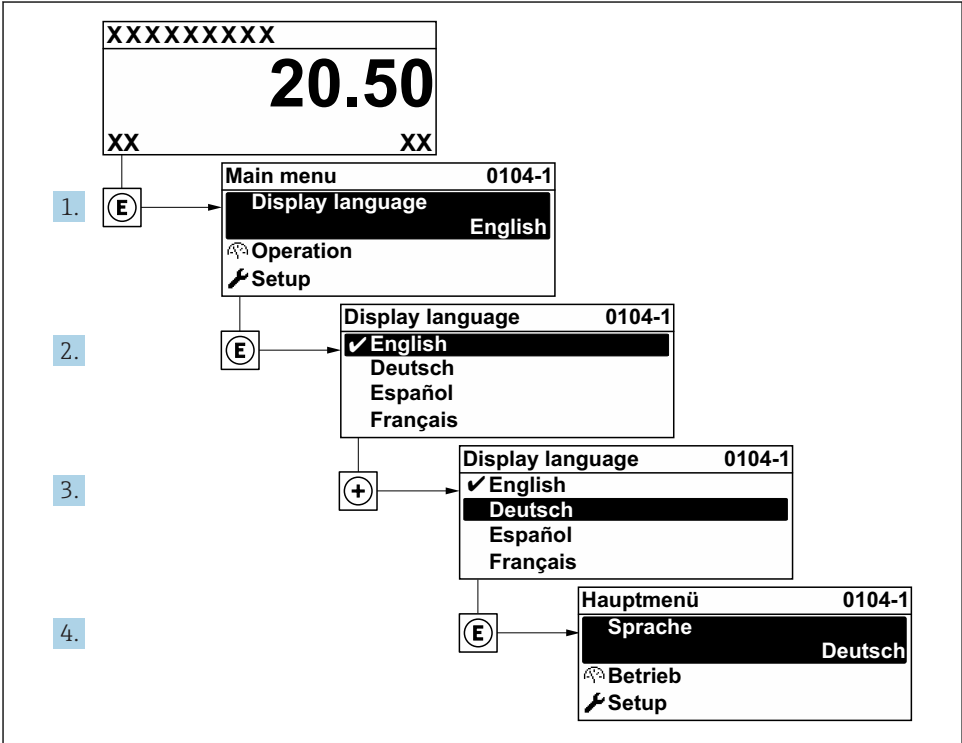 XXXXXXXXX
20.50
XX XX
Main menu 0104-1
1. E Display language
English
Operation
Setup
Display language 0104-1
2. E ✔ English
Deutsch
Español
Français
Display language 0104-1
3. + ✔ English
Deutsch
Español
Français
Hauptmenü 0104-1
4. E Sprache
Deutsch
Betrieb
Setup